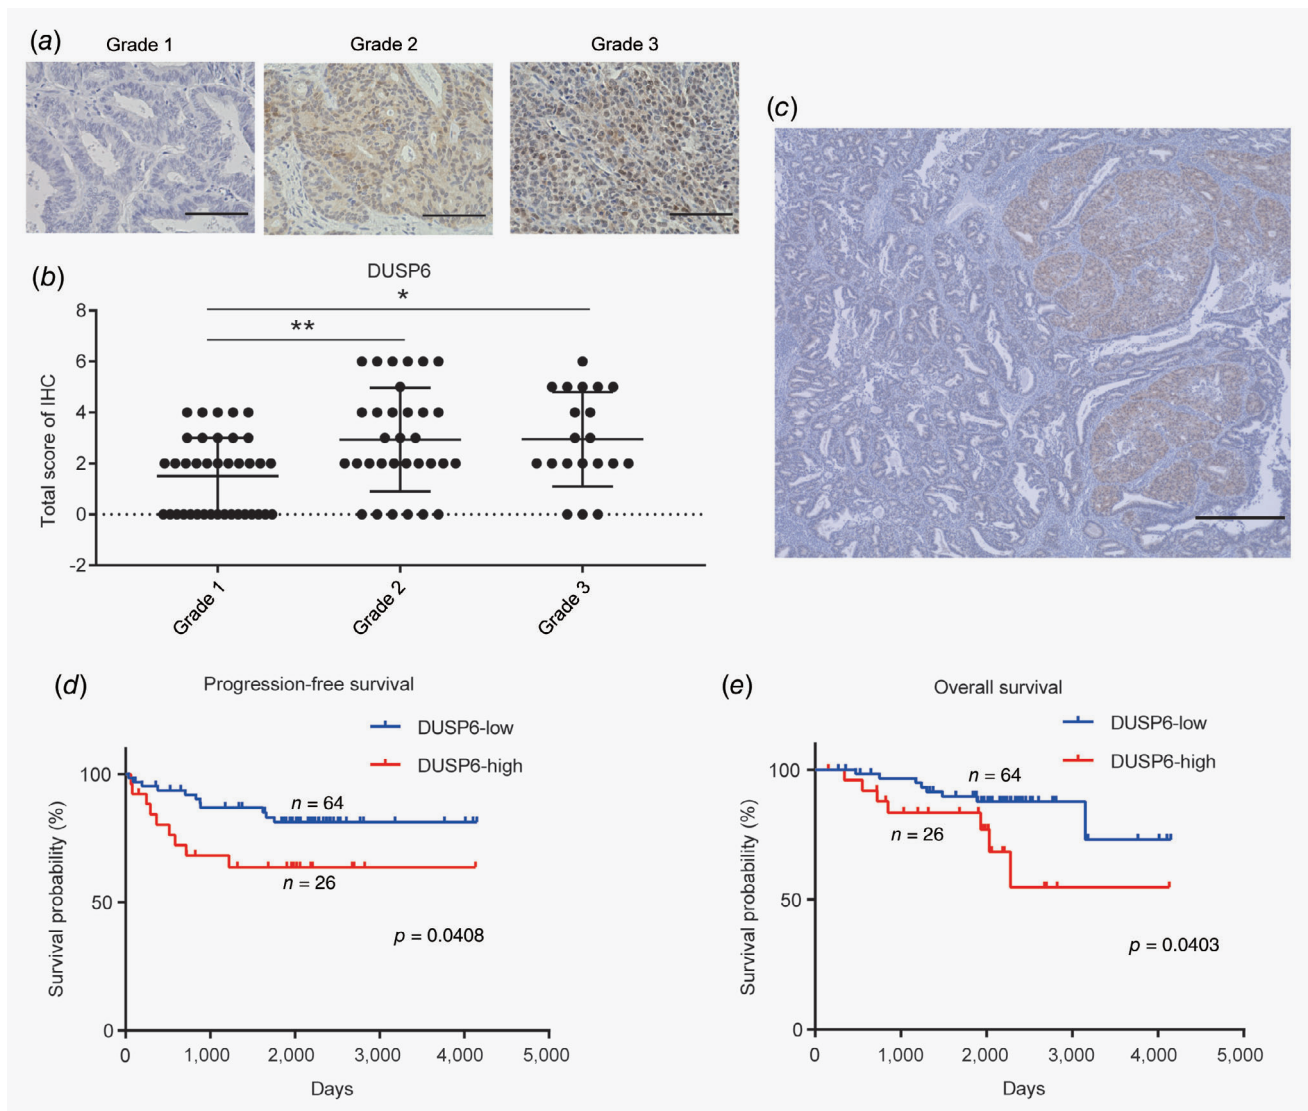 (a)
Grade 1
Grade 2
Grade 3
(b)
DUSP6
*
**
8
6
4
2
0
-2
Total score of IHC
Grade 1
Grade 2
Grade 3
(c)
(d)
Progression-free survival
DUSP6-low
DUSP6-high
100
50
0
Survival probability (%)
n = 64
n = 26
p = 0.0408
0
1,000
2,000
3,000
4,000
5,000
Days
(e)
Overall survival
DUSP6-low
DUSP6-high
100
50
0
Survival probability (%)
n = 64
n = 26
p = 0.0403
0
1,000
2,000
3,000
4,000
5,000
Days